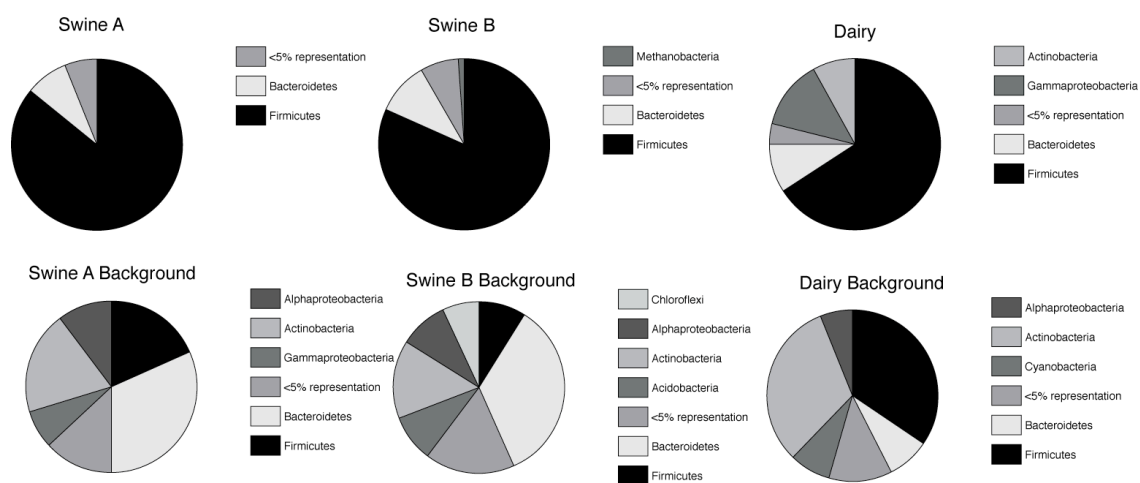 Swine A
<5% representation
Bacteroidetes
Firmicutes
Swine B
Methanobacteria
<5% representation
Bacteroidetes
Firmicutes
Dairy
Actinobacteria
Gammaproteobacteria
<5% representation
Bacteroidetes
Firmicutes
Swine A Background
Alphaproteobacteria
Actinobacteria
Gammaproteobacteria
<5% representation
Bacteroidetes
Firmicutes
Swine B Background
Chloroflexi
Alphaproteobacteria
Actinobacteria
Acidobacteria
<5% representation
Bacteroidetes
Firmicutes
Dairy Background
Alphaproteobacteria
Actinobacteria
Cyanobacteria
<5% representation
Bacteroidetes
Firmicutes